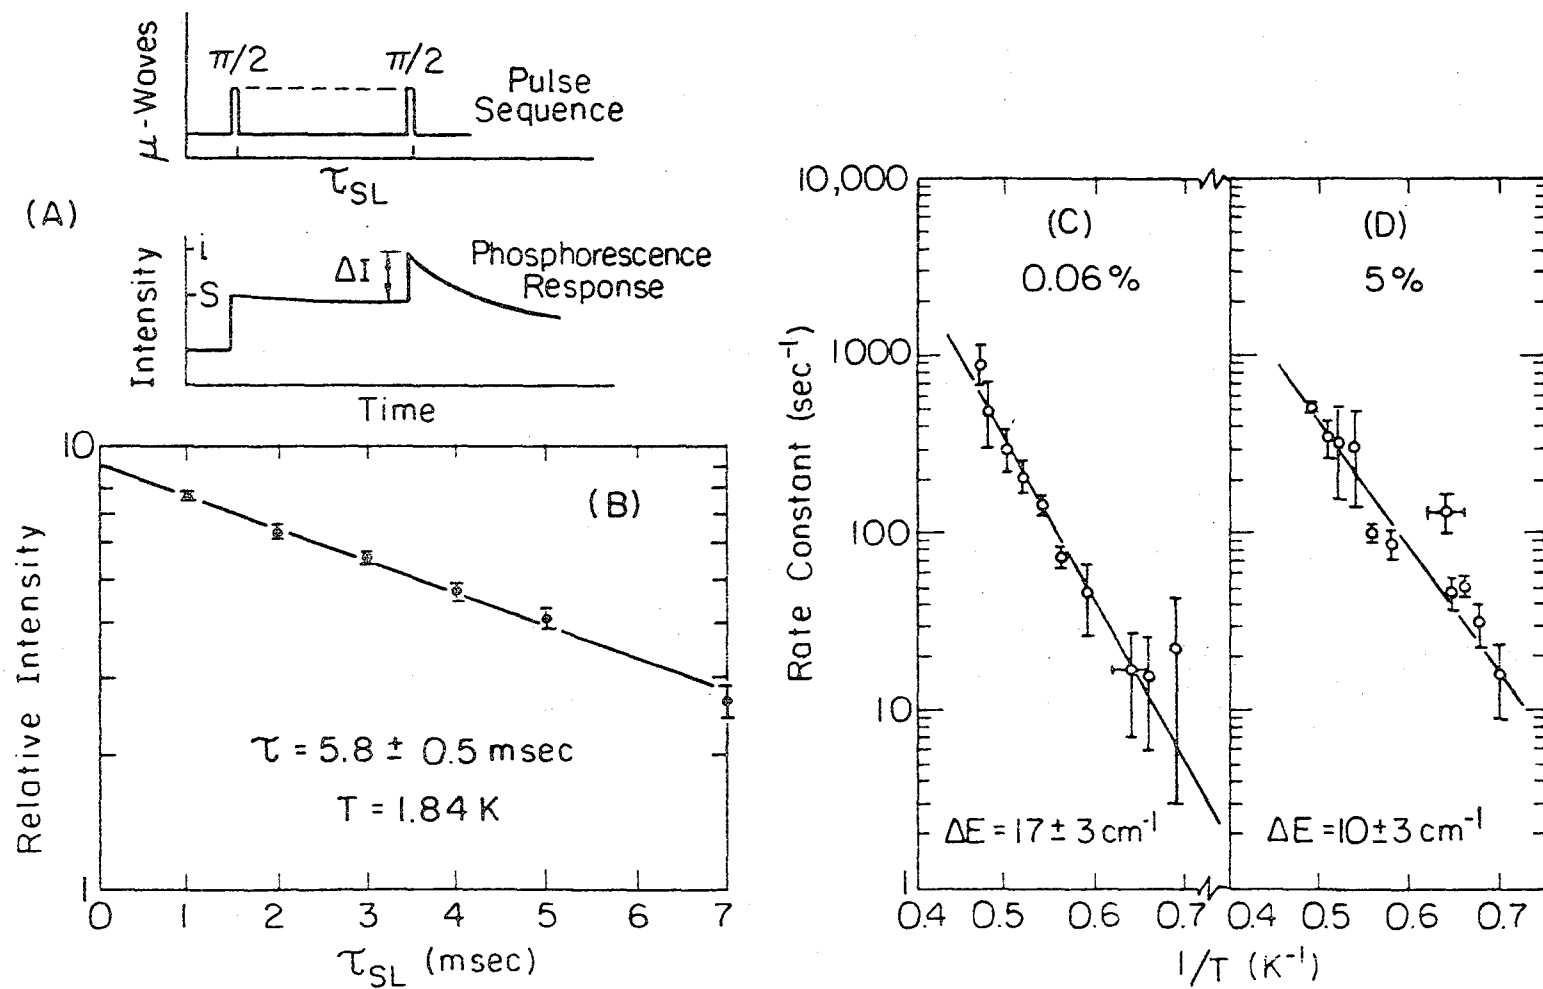 μ-Waves
π/2
π/2
Pulse
Sequence
τSL
(A)
Intensity
i
S
ΔI
Phosphorescence
Response
Time
Relative Intensity
10
1
(B)
τ = 5.8 ± 0.5 msec
T = 1.84 K
0 1 2 3 4 5 6 7
τSL (msec)
Rate Constant (sec⁻¹)
10,000
1000
100
10
1
(C)
0.06%
ΔE = 17 ± 3 cm⁻¹
(D)
5%
ΔE = 10 ± 3 cm⁻¹
0.4 0.5 0.6 0.7 0.4 0.5 0.6 0.7
1/T (K⁻¹)